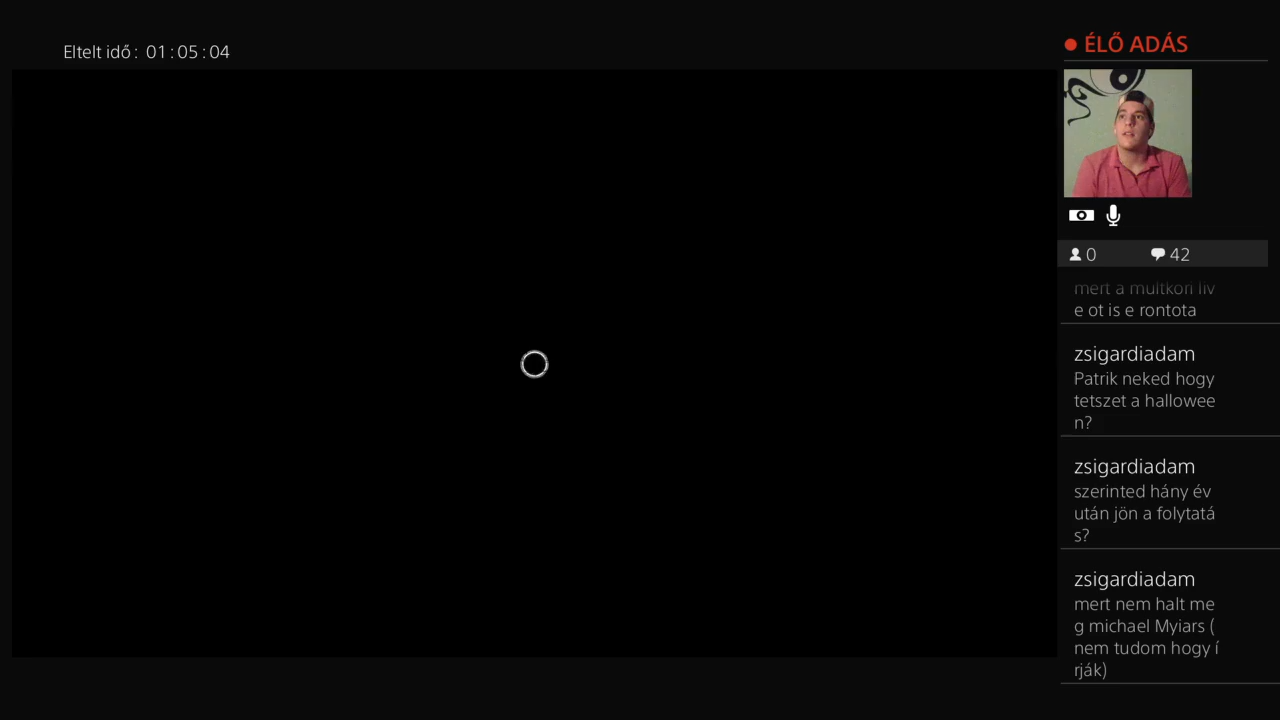 Eltelt idő : 01 : 05 : 04
ÉLŐ ADÁS
0
42
mert a multkori liv
e ot is e rontota
zsigardiadam
Patrik neked hogy
tetszet a hallowee
n?
zsigardiadam
szerinted hány év
után jön a folytatá
s?
zsigardiadam
mert nem halt me
g michael Myiars (
nem tudom hogy í
rják)